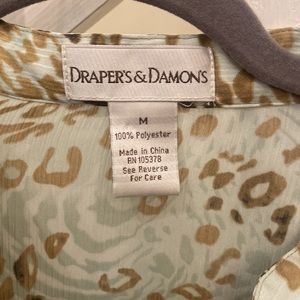 DRAPER'S & DAMON'S
M
100% Polyester
Made in China
RN 105378
See Reverse
For Care